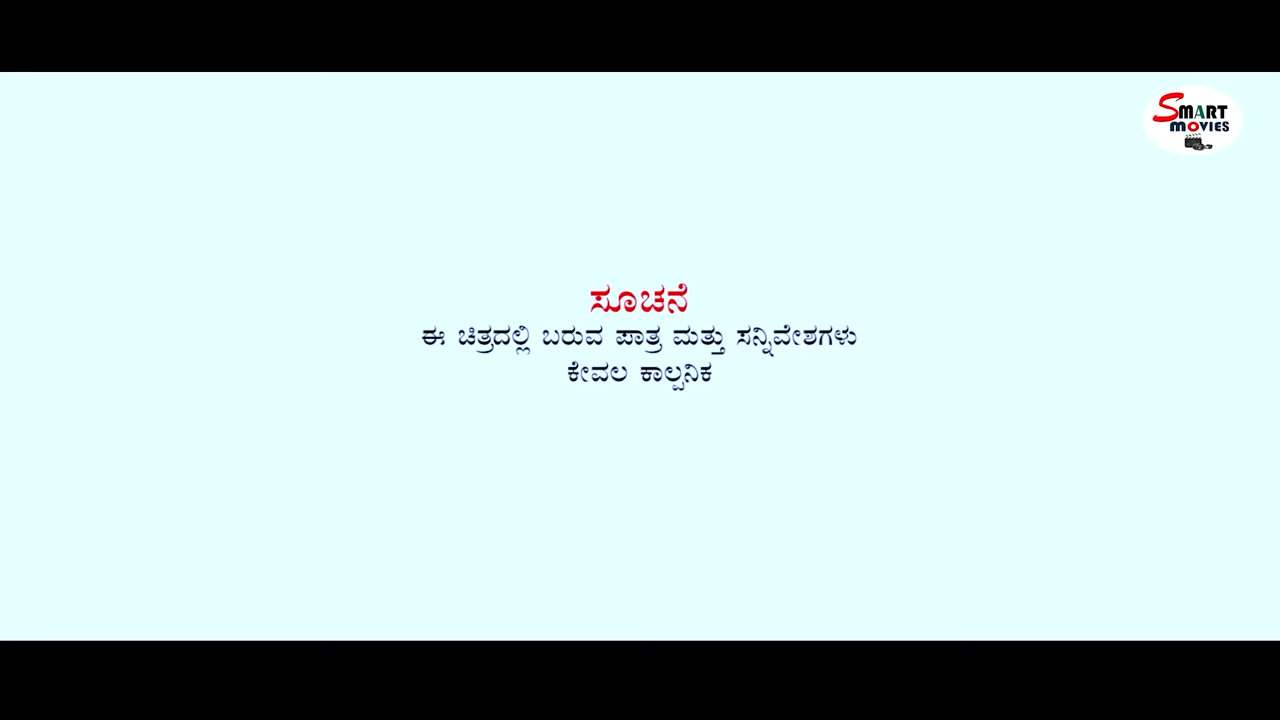 SMART
MOVIES
ಸೂಚನೆ
ಈ ಚಿತ್ರದಲ್ಲಿ ಬರುವ ಪಾತ್ರ ಮತ್ತು ಸನ್ನಿವೇಶಗಳು
ಕೇವಲ ಕಾಲ್ಪನಿಕ